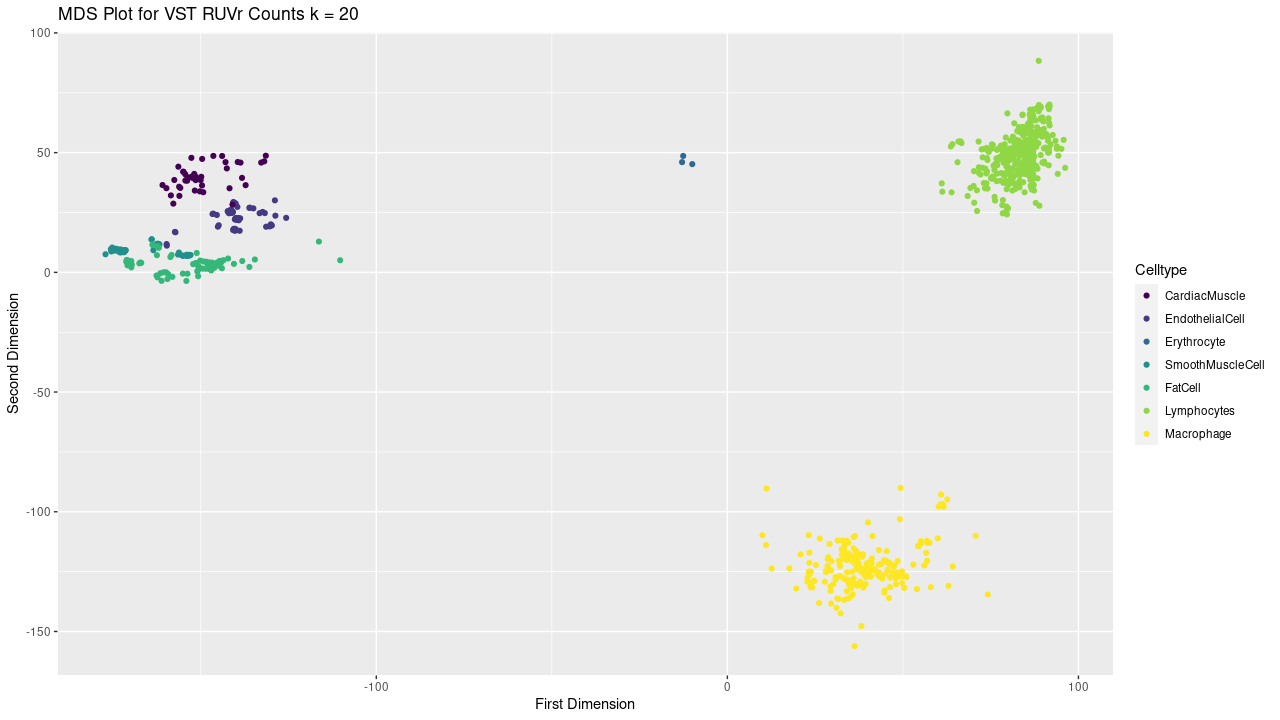 MDS Plot for VST RUVr Counts k = 20
100
50
0
-50
-100
-150
Second Dimension
-100
0
100
First Dimension
Celltype
CardiacMuscle
EndothelialCell
Erythrocyte
SmoothMuscleCell
FatCell
Lymphocytes
Macrophage